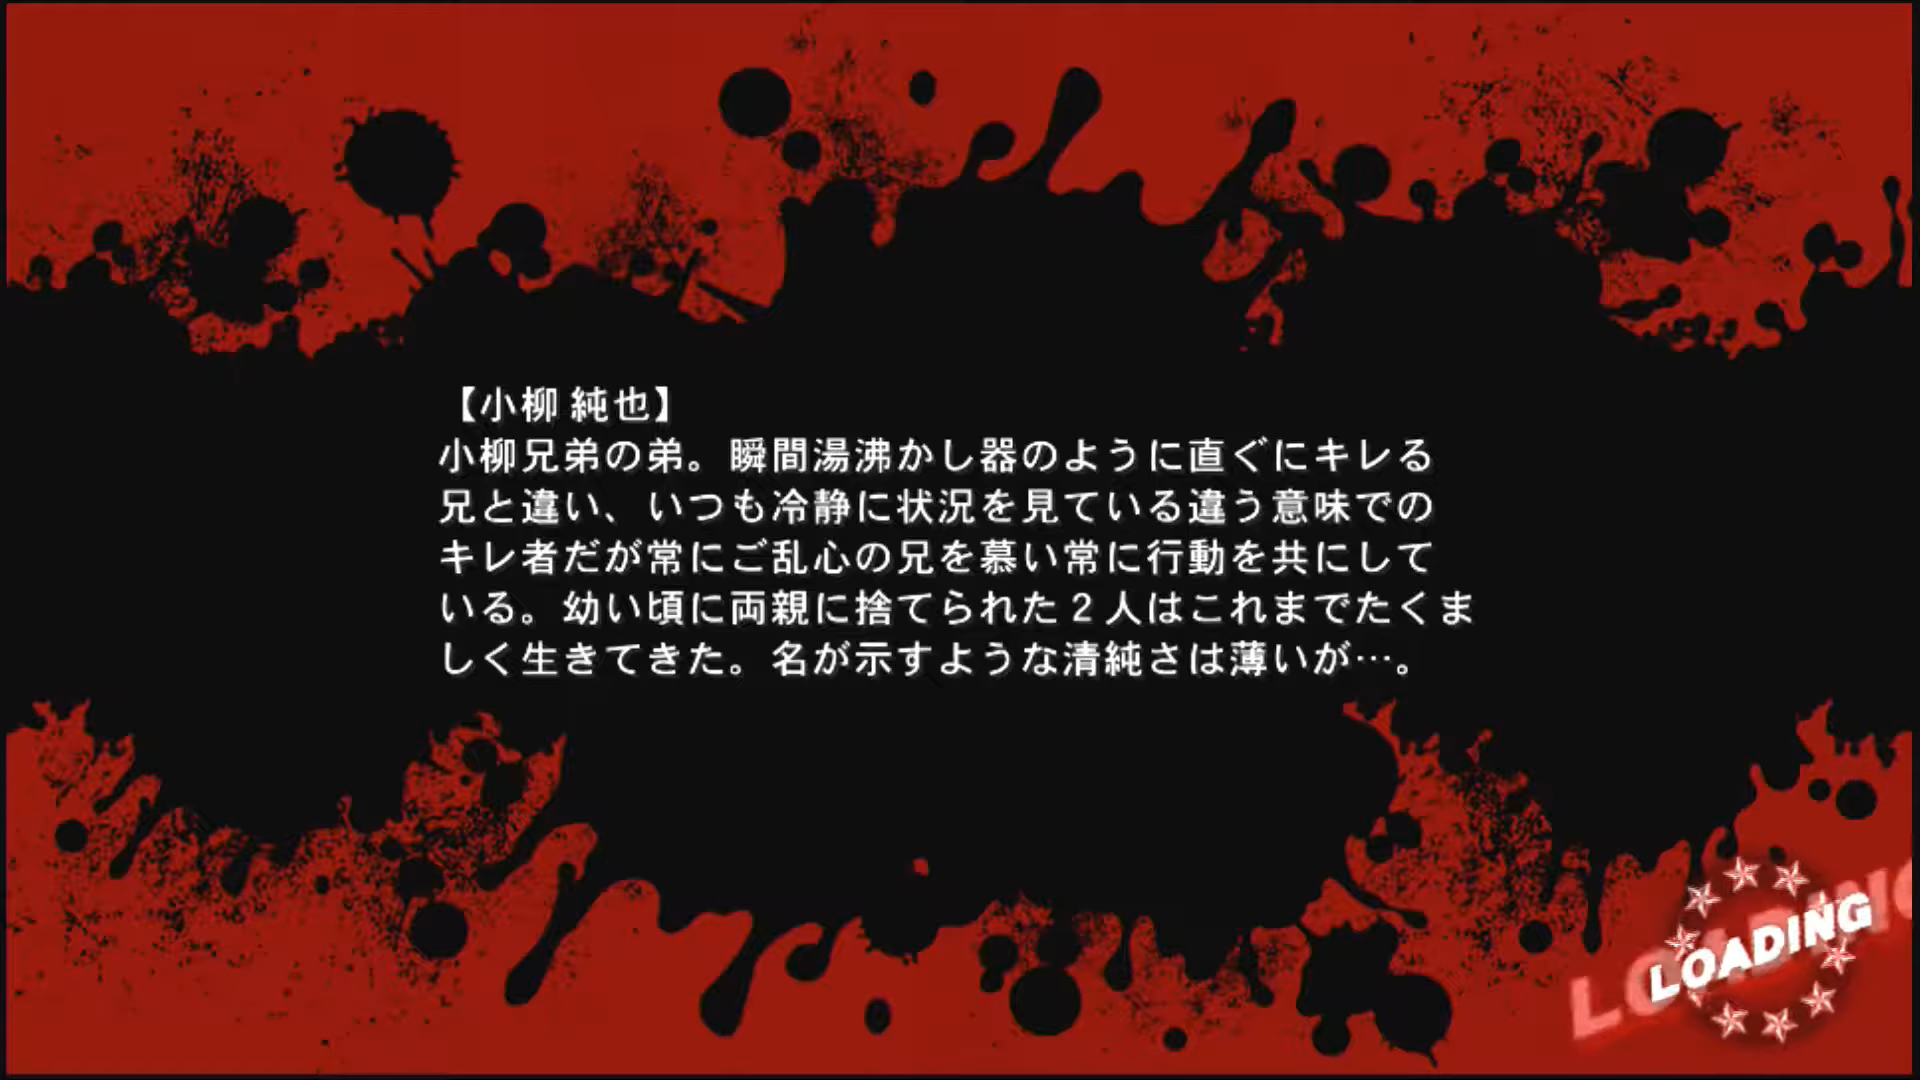 【小柳 純也】
小柳兄弟の弟。瞬間湯沸かし器のように直ぐにキレる
兄と違い、いつも冷静に状況を見ている違う意味での
キレ者だが常にご乱心の兄を慕い常に行動を共にして
いる。幼い頃に両親に捨てられた２人はこれまでたくま
しく生きてきた。名が示すような清純さは薄いが…。
LOADING
LOADING